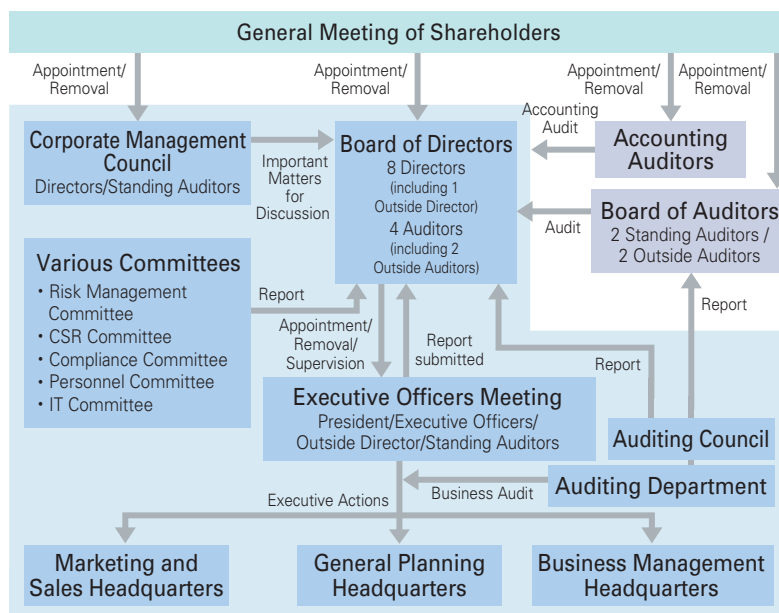 General Meeting of Shareholders
Appointment/
Removal
Appointment/
Removal
Appointment/
Removal
Appointment/
Removal
Corporate Management
Council
Directors/Standing Auditors
Important
Matters
for
Discussion
Board of Directors
8 Directors
(including 1
Outside Director)
4 Auditors
(including 2
Outside Auditors)
Accounting
Audit
Accounting
Auditors
Audit
Board of Auditors
2 Standing Auditors /
2 Outside Auditors
Various Committees
• Risk Management
Committee
• CSR Committee
• Compliance Committee
• Personnel Committee
• IT Committee
Report
Appointment/
Removal/
Supervision
Report
submitted
Report
Report
Executive Officers Meeting
President/Executive Officers/
Outside Director/Standing Auditors
Auditing Council
Auditing Department
Business Audit
Executive Actions
Marketing and
Sales Headquarters
General Planning
Headquarters
Business Management
Headquarters